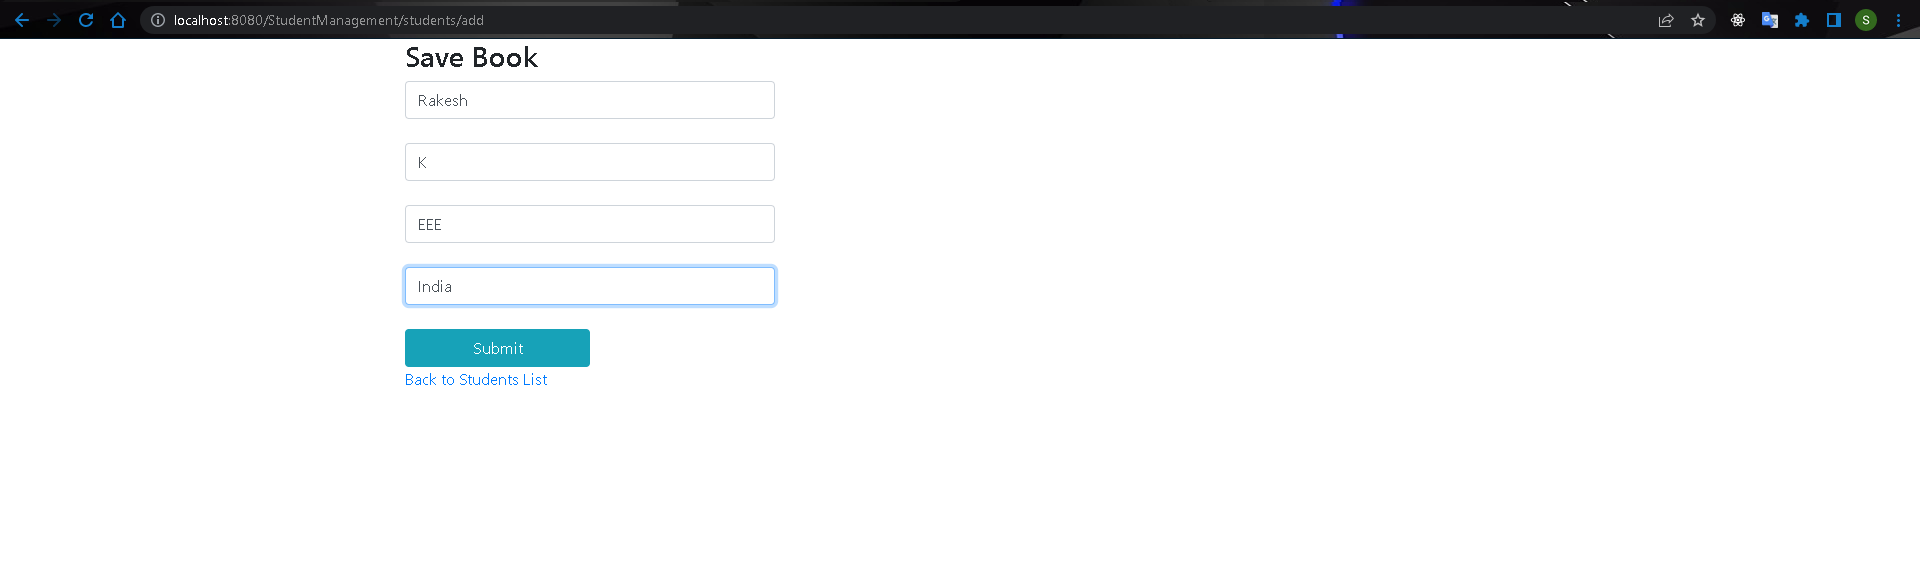 localhost:8080/StudentManagement/students/add
S
Save Book
Rakesh
K
EEE
India
Submit
Back to Students List